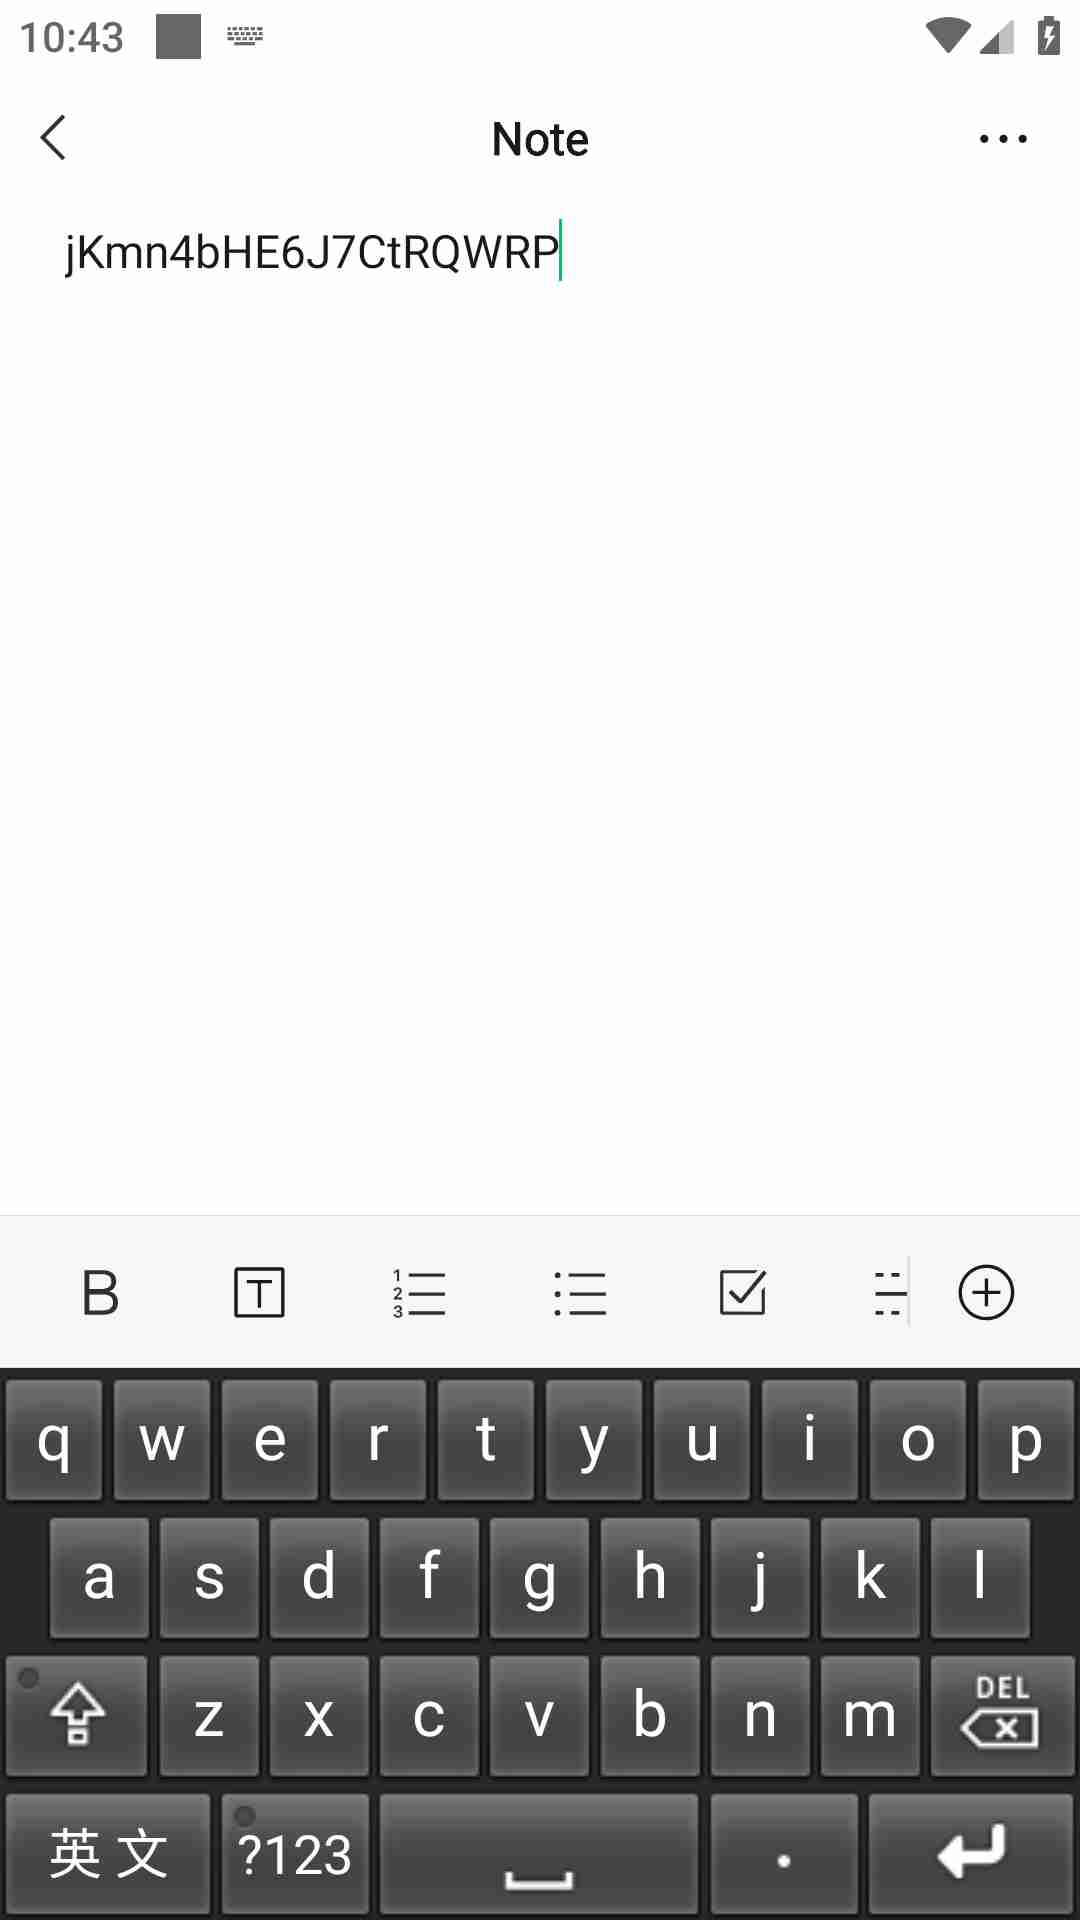 10:43
Note
jKmn4bHE6J7CtRQWRP
B T 1 2 3
q w e r t y u i o p
a s d f g h j k l
z x c v b n m DEL
英文 ?123 .